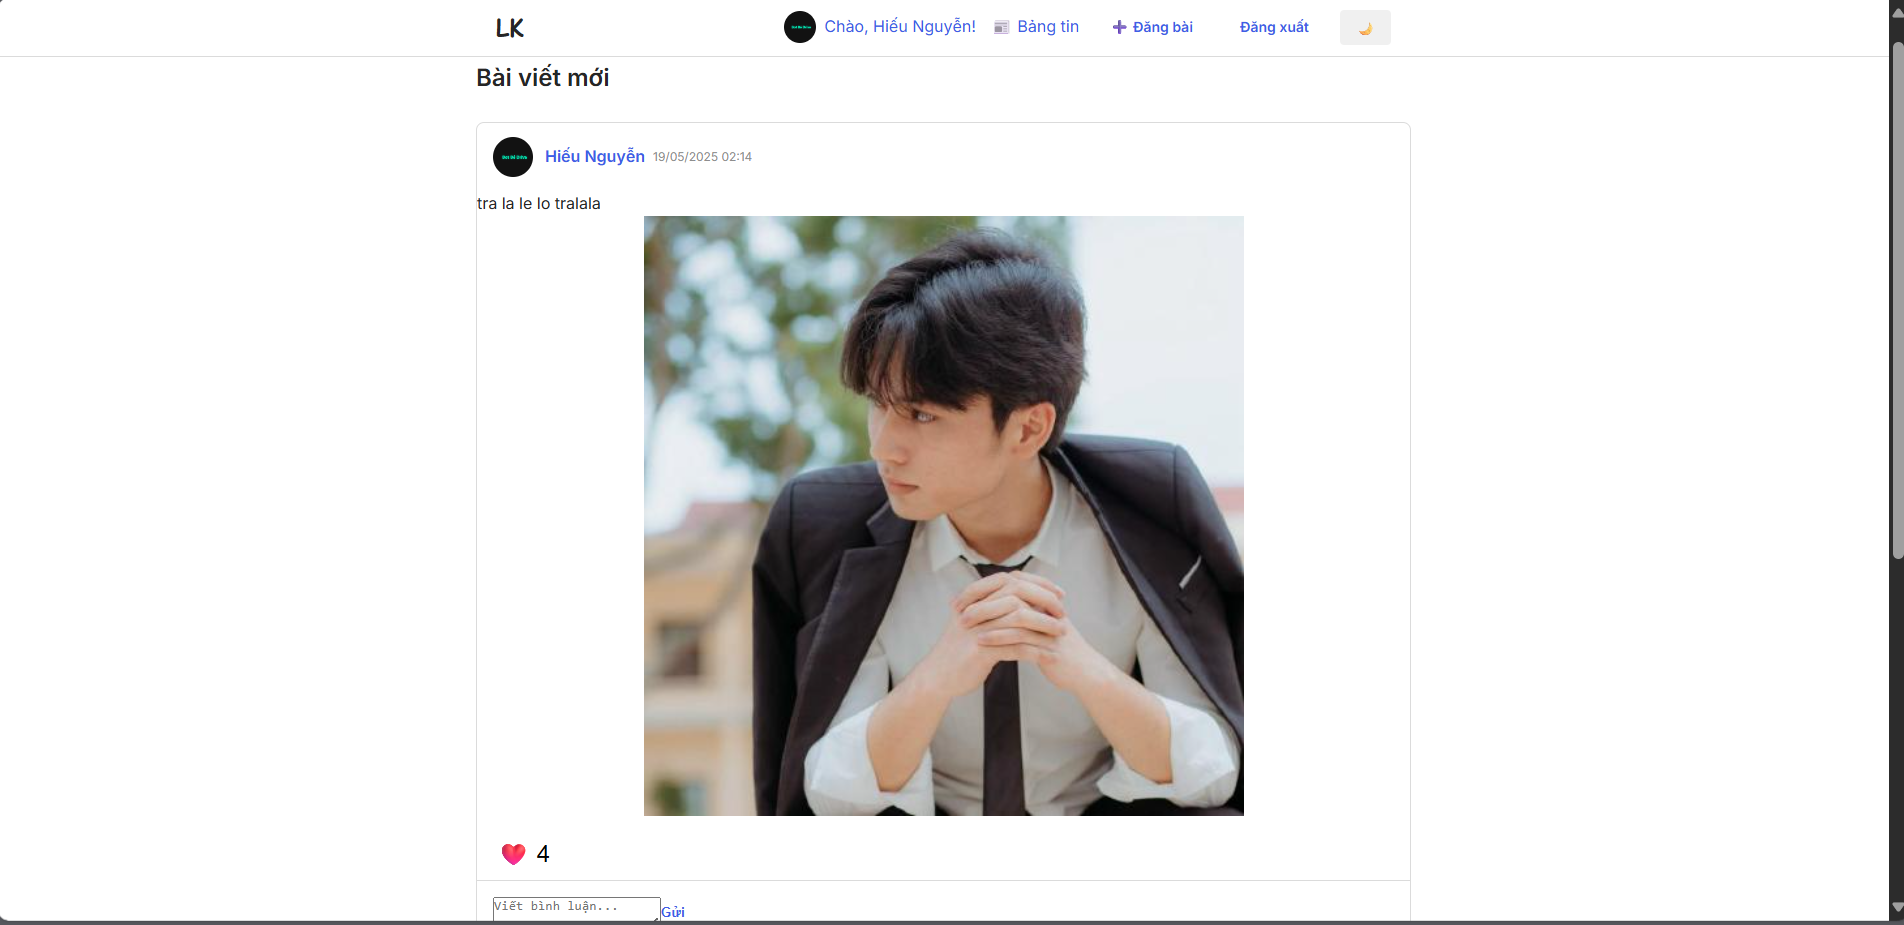 LK
Chào, Hiếu Nguyễn!
Bảng tin
Đăng bài
Đăng xuất
Bài viết mới
Hiếu Nguyễn 19/05/2025 02:14
tra la le lo tralala
4
Viết bình luận...
Gửi